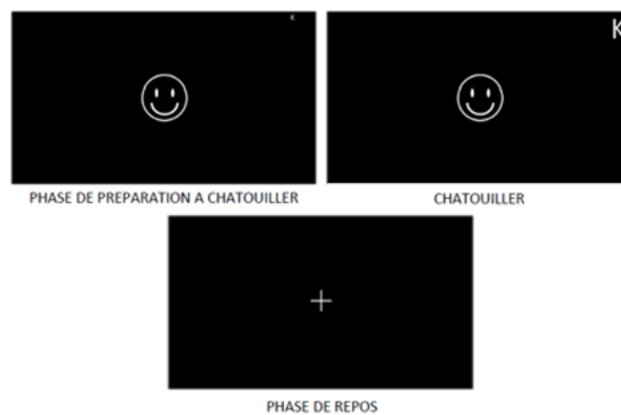 K
K
PHASE DE PREPARATION A CHATOUILLER
CHATOUILLER
PHASE DE REPOS